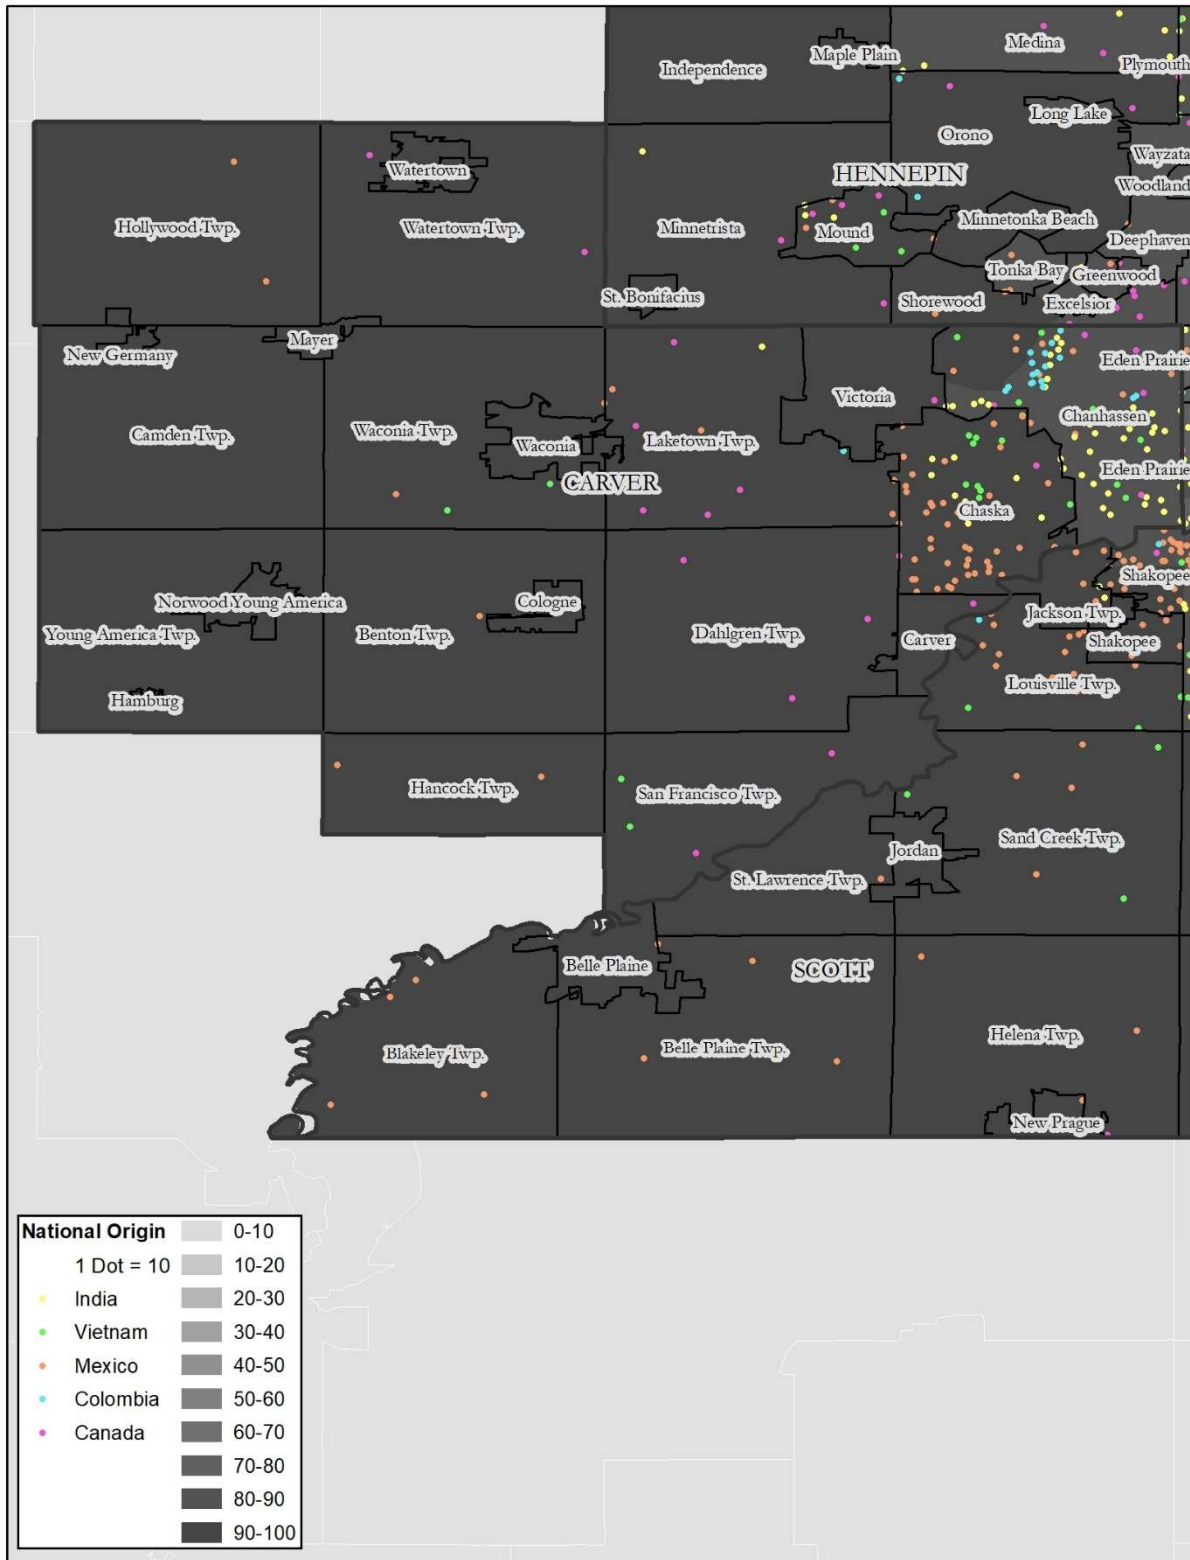 Medina
Maple Plain
Plymouth
Independence
Long Lake
Orono
Wayzata
Watertown
HENNEPIN
Woodland
Hollywood Twp.
Watertown Twp.
Minnetrista
Mound
Minnetonka Beach
Deephaven
Tonka Bay
Greenwood
St. Bonifacius
Shorewood
Excelsior
New Germany
Mayer
Eden Prairie
Victoria
Chanhassen
Camden Twp.
Waconia Twp.
Waconia
Laketown Twp.
Eden Prairie
CARVER
Chaska
Shakopee
Norwood Young America
Cologne
Jackson Twp.
Young America Twp.
Benton Twp.
Dahlgren Twp.
Carver
Shakopee
Louisville Twp.
Hamburg
Hancock Twp.
San Francisco Twp.
Jordan
Sand Creek Twp.
St. Lawrence Twp.
Belle Plaine
SCOTT
Blakeley Twp.
Belle Plaine Twp.
Helena Twp.
New Prague
National Origin
1 Dot = 10
India
Vietnam
Mexico
Colombia
Canada
0-10
10-20
20-30
30-40
40-50
50-60
60-70
70-80
80-90
90-100